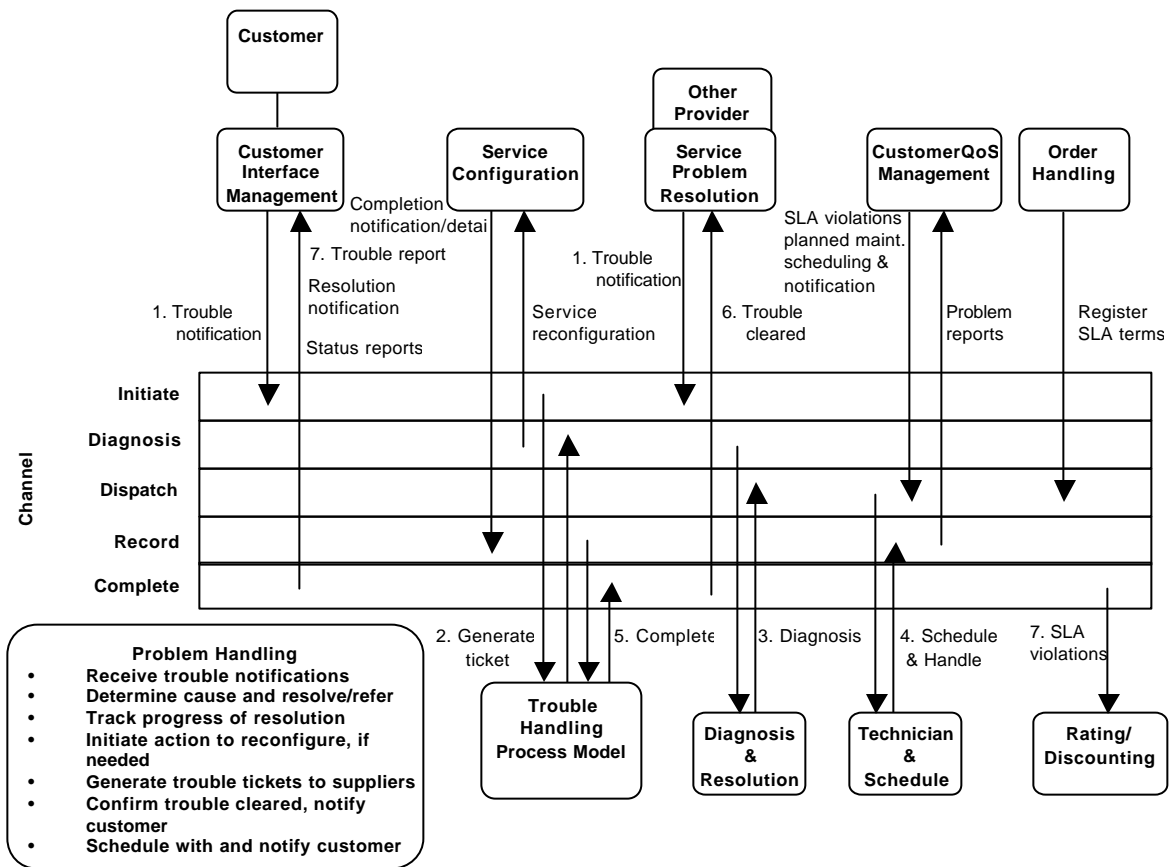 Customer
Other
Provider
Customer
Interface
Management
Service
Configuration
Service
Problem
Resolution
CustomerQoS
Management
Order
Handling
Completion
notification/detai
7. Trouble report
Resolution
notification
Status reports
1. Trouble
notification
Service
reconfiguration
1. Trouble
notification
6. Trouble
cleared
SLA violations
planned maint.
scheduling &
notification
Problem
reports
Register
SLA terms
Channel
Initiate
Diagnosis
Dispatch
Record
Complete
2. Generate
ticket
5. Complete
3. Diagnosis
4. Schedule
& Handle
7. SLA
violations
Trouble
Handling
Process Model
Diagnosis
&
Resolution
Technician
&
Schedule
Rating/
Discounting
Problem Handling
• Receive trouble notifications
• Determine cause and resolve/refer
• Track progress of resolution
• Initiate action to reconfigure, if
needed
• Generate trouble tickets to suppliers
• Confirm trouble cleared, notify
customer
• Schedule with and notify customer